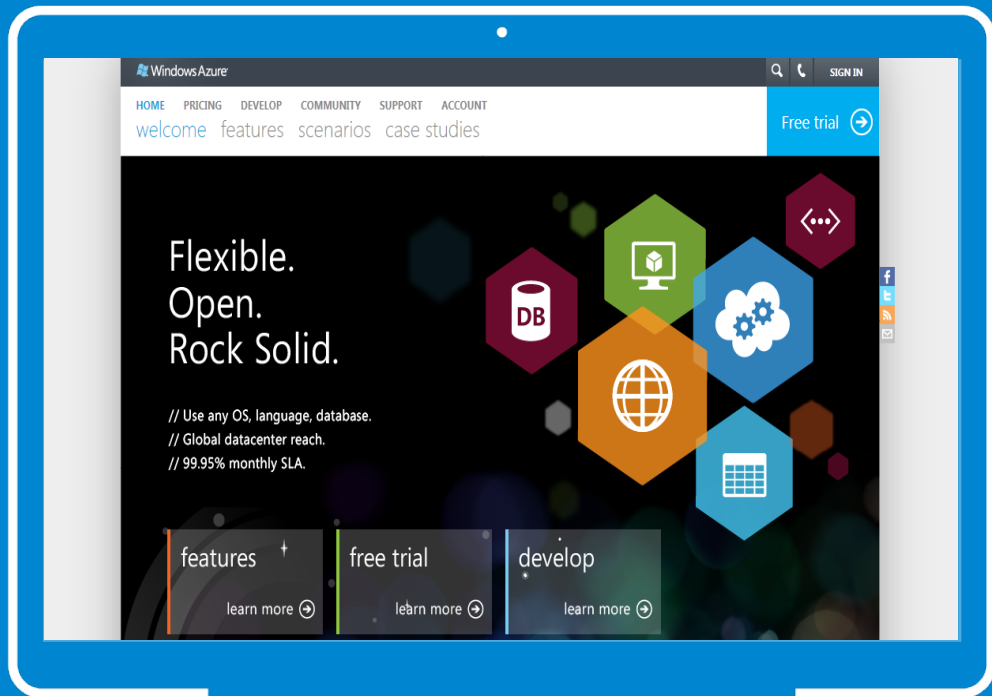 Windows Azure
SIGN IN
HOME PRICING DEVELOP COMMUNITY SUPPORT ACCOUNT
welcome features scenarios case studies
Free trial
Flexible.
Open.
Rock Solid.
DB
// Use any OS, language, database.
// Global datacenter reach.
// 99.95% monthly SLA.
features free trial develop
learn more learn more learn more